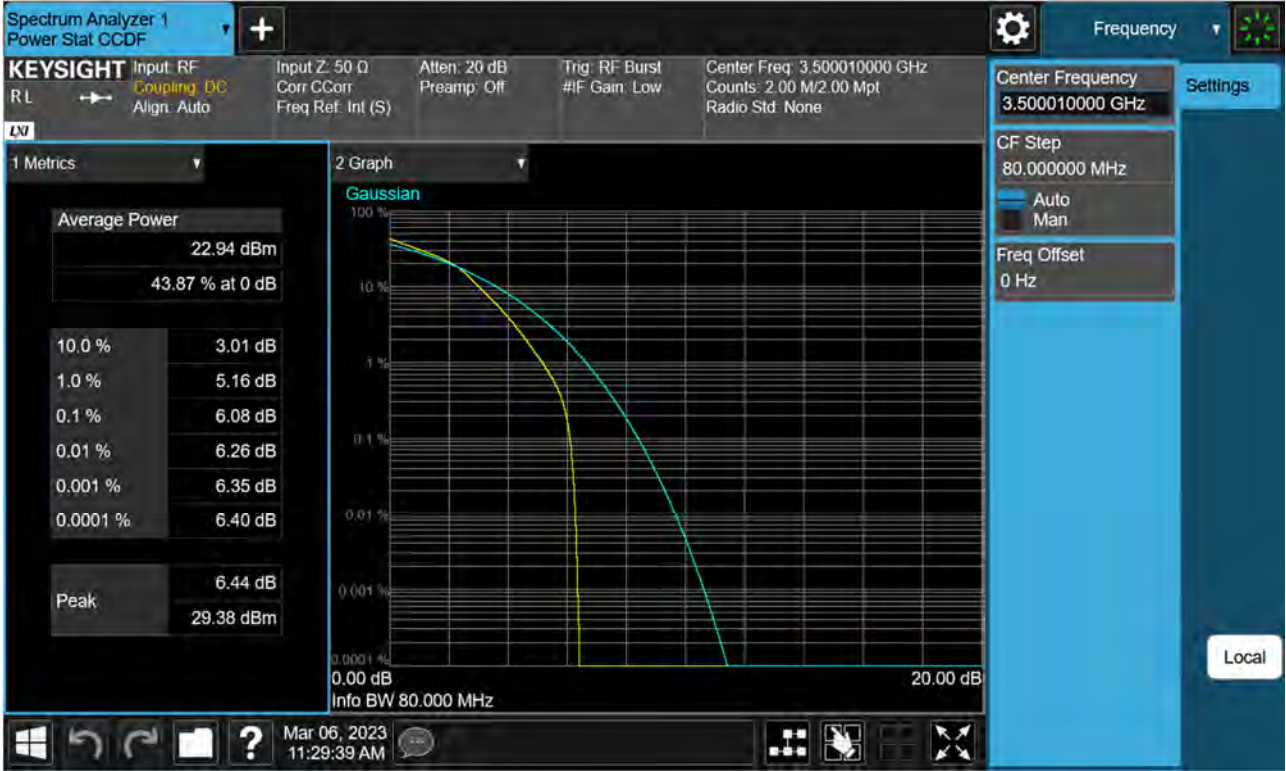 Spectrum Analyzer 1
Power Stat CCDF
Frequency
KEYSIGHT
RL
LXI
Input: RF
Coupling: DC
Align: Auto
Input Z: 50 Ω
Corr CCorr
Freq Ref: Int (S)
Atten: 20 dB
Preamp: Off
Trig: RF Burst
#IF Gain: Low
Center Freq: 3.500010000 GHz
Counts: 2.00 M/2.00 Mpt
Radio Std: None
Center Frequency
3.500010000 GHz
Settings
CF Step
80.000000 MHz
Auto
Man
Freq Offset
0 Hz
Local
1 Metrics
Average Power
22.94 dBm
43.87 % at 0 dB
10.0 % 3.01 dB
1.0 % 5.16 dB
0.1 % 6.08 dB
0.01 % 6.26 dB
0.001 % 6.35 dB
0.0001 % 6.40 dB
Peak
6.44 dB
29.38 dBm
2 Graph
Gaussian
100 %
10 %
1 %
0.1 %
0.01 %
0.001 %
0.0001 %
0.00 dB 20.00 dB
Info BW 80.000 MHz
?
Mar 06, 2023
11:29:39 AM